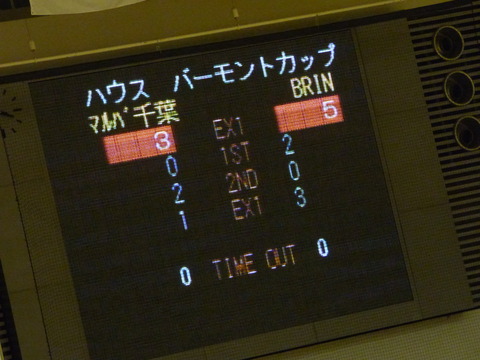 ハウス バーモントカップ
ﾏﾙﾊﾞ千葉 BRIN
3 EX1 5
0 1ST 2
2 2ND 0
1 EX1 3
0 TIME OUT 0